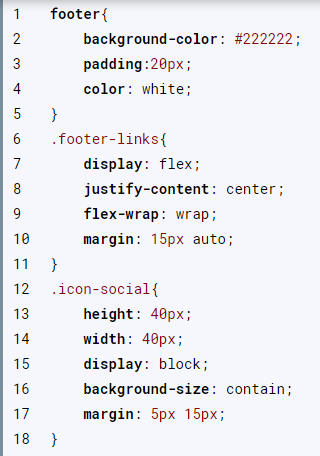 1 footer{
2 background-color: #222222;
3 padding:20px;
4 color: white;
5 }
6 .footer-links{
7 display: flex;
8 justify-content: center;
9 flex-wrap: wrap;
10 margin: 15px auto;
11 }
12 .icon-social{
13 height: 40px;
14 width: 40px;
15 display: block;
16 background-size: contain;
17 margin: 5px 15px;
18 }